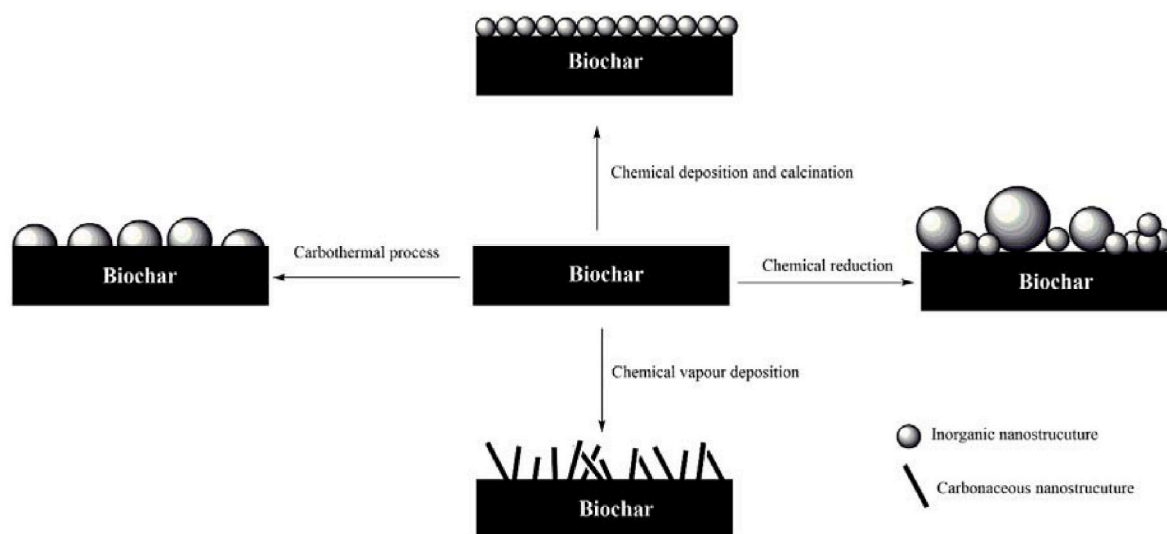 Biochar
Chemical deposition and calcination
Carbothermal process
Biochar
Biochar
Chemical reduction
Biochar
Chemical vapour deposition
Biochar
Inorganic nanostrucuture
Carbonaceous nanostrucuture